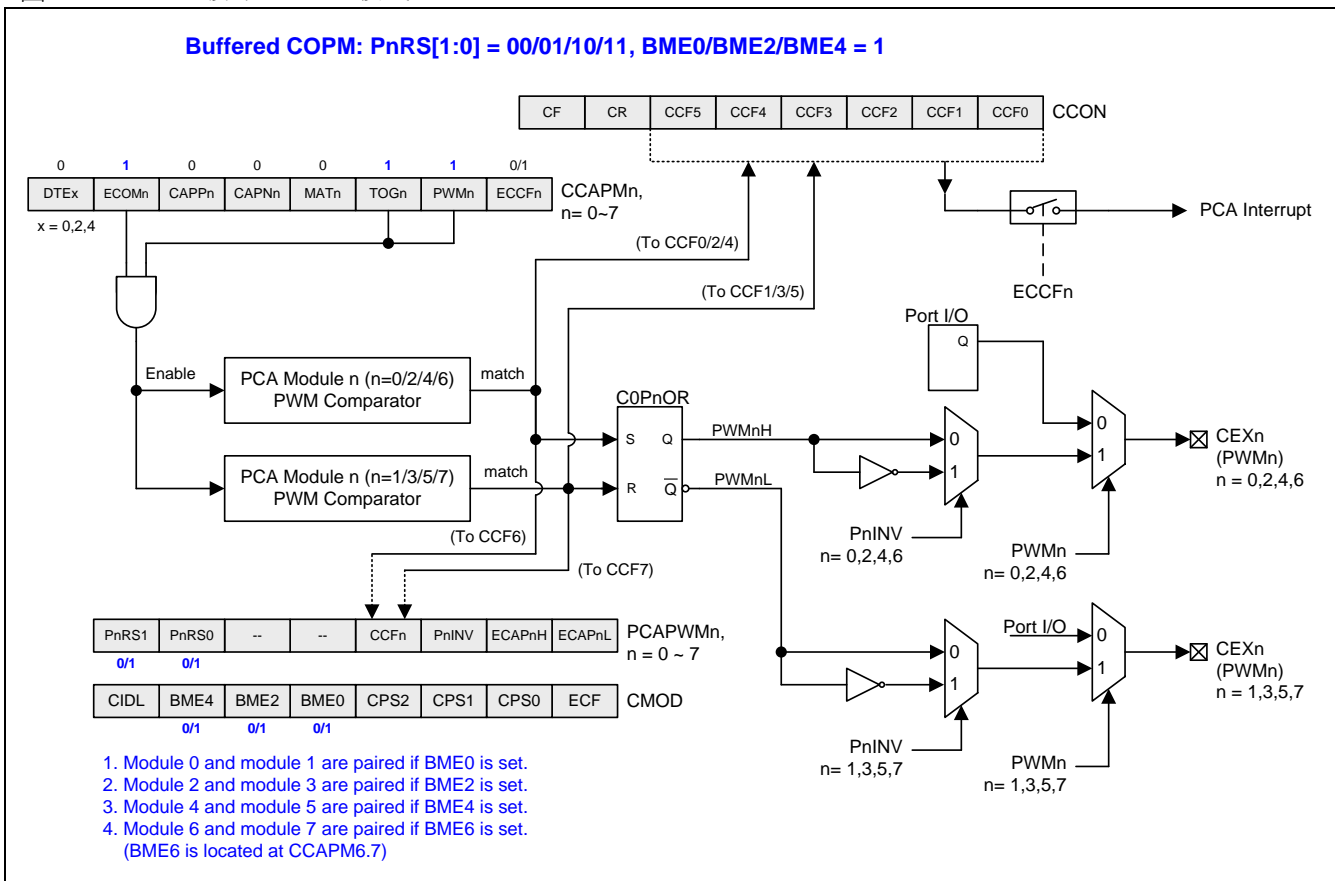 Buffered COPM: PnRS[1:0] = 00/01/10/11, BME0/BME2/BME4 = 1
CF CR CCF5 CCF4 CCF3 CCF2 CCF1 CCF0 CCON
0 1 0 0 0 1 1 0/1
DTEx ECOMn CAPPn CAPNn MATn TOGn PWMn ECCFn
CCAPMn,
n= 0~7
x = 0,2,4
PCA Interrupt
(To CCF0/2/4)
(To CCF1/3/5)
ECCFn
Port I/O
Q
Enable
PCA Module n (n=0/2/4/6)
PWM Comparator
match
C0PnOR
S Q
PWMnH
0
1
0
1
CEXn
(PWMn)
n = 0,2,4,6
PCA Module n (n=1/3/5/7)
PWM Comparator
match
R Q
PWMnL
PnINV
n= 0,2,4,6
PWMn
n= 0,2,4,6
(To CCF6)
(To CCF7)
PnRS1 PnRS0 -- -- CCFn PnINV ECAPnH ECAPnL
PCAPWMn,
n = 0 ~ 7
0/1 0/1
Port I/O
0
1
0
1
CEXn
(PWMn)
n = 1,3,5,7
CIDL BME4 BME2 BME0 CPS2 CPS1 CPS0 ECF CMOD
0/1 0/1 0/1
PnINV
n= 1,3,5,7
PWMn
n= 1,3,5,7
1. Module 0 and module 1 are paired if BME0 is set.
2. Module 2 and module 3 are paired if BME2 is set.
3. Module 4 and module 5 are paired if BME4 is set.
4. Module 6 and module 7 are paired if BME6 is set.
(BME6 is located at CCAPM6.7)